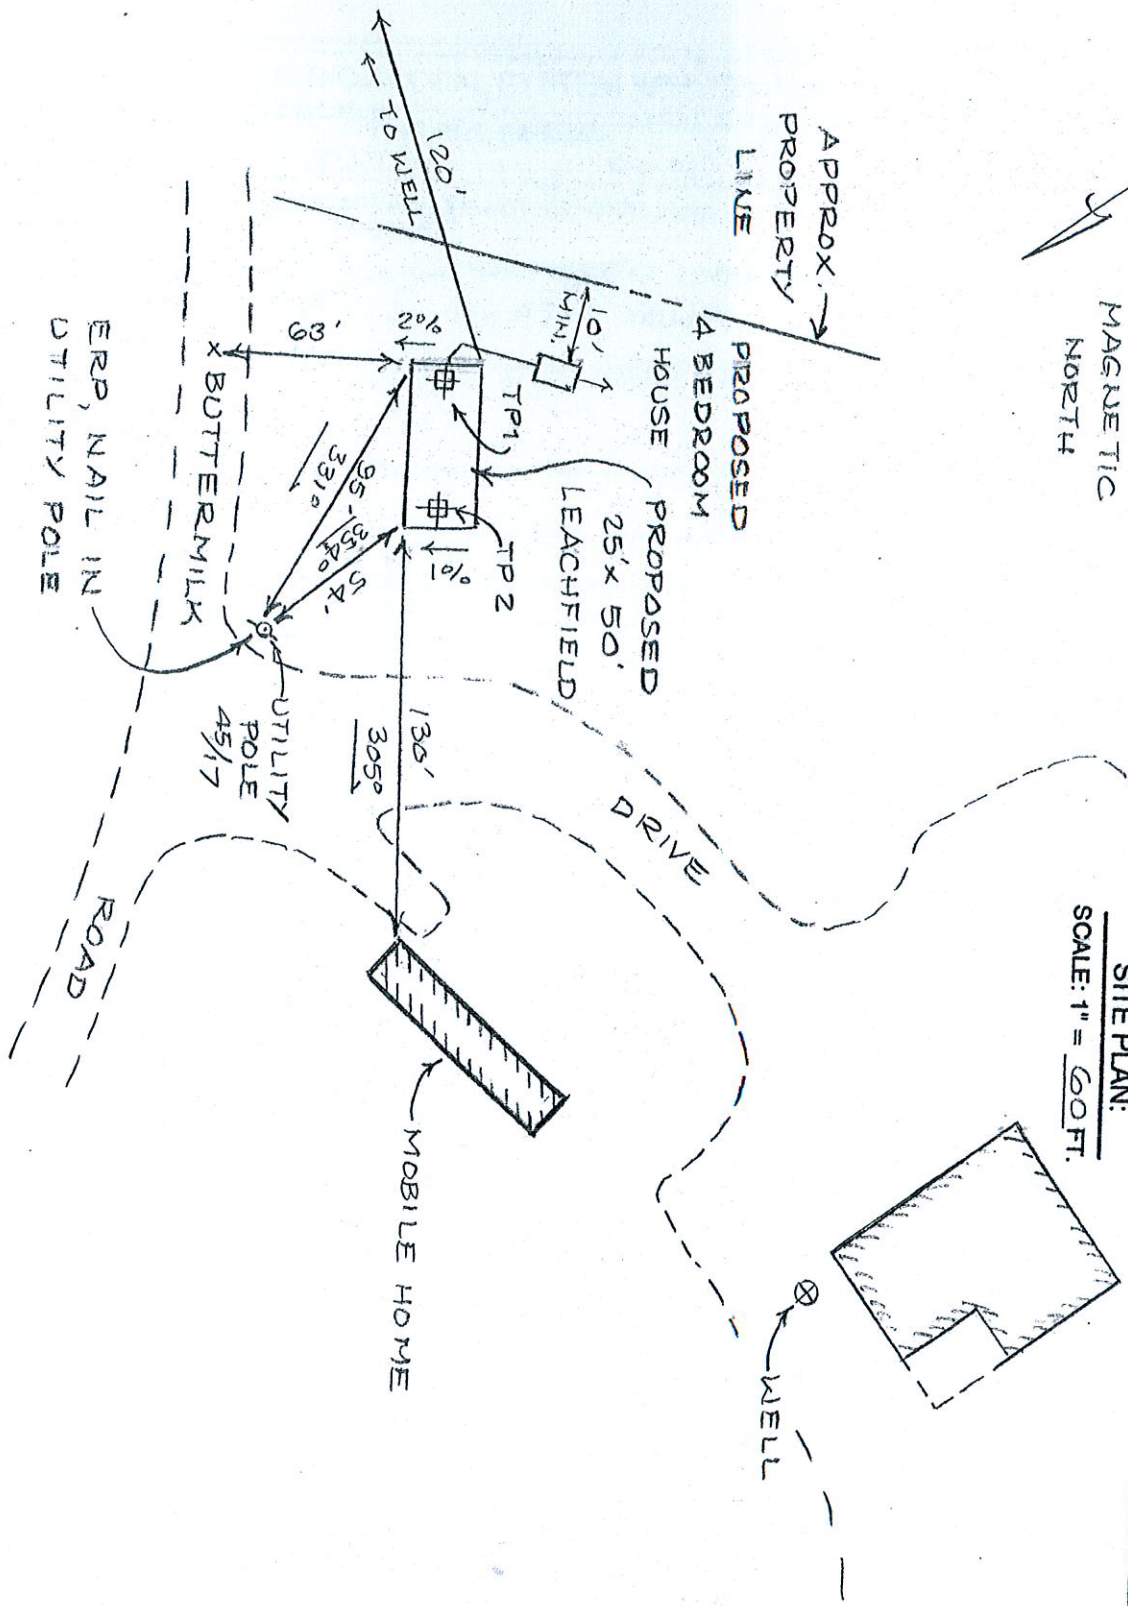 SITE PLAN:
SCALE: 1" = 60 FT.
MAGNETIC
NORTH
APPROX.
PROPERTY
LINE
PROPOSED
4 BEDROOM
HOUSE
10'
MIN.
120'
TO WELL
TP1
TP2
PROPOSED
25' x 50'
LEACHFIELD
2%
1%
63'
95'
331°
354°
54'
130'
305°
DRIVE
X BUTTERMILK
ROAD
ERP, NAIL IN
UTILITY POLE
UTILITY
POLE
45/17
MOBILE HOME
WELL